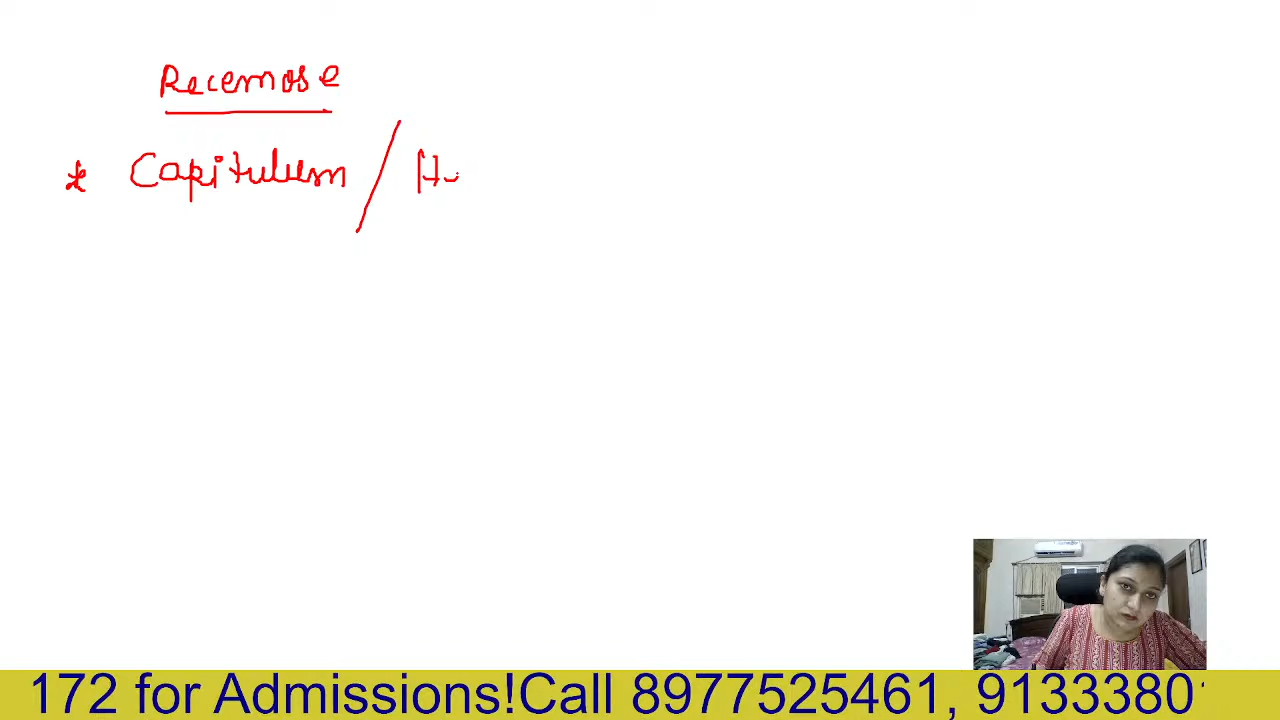 Recemose
* Capitulum / H
172 for Admissions!Call 8977525461, 9133380